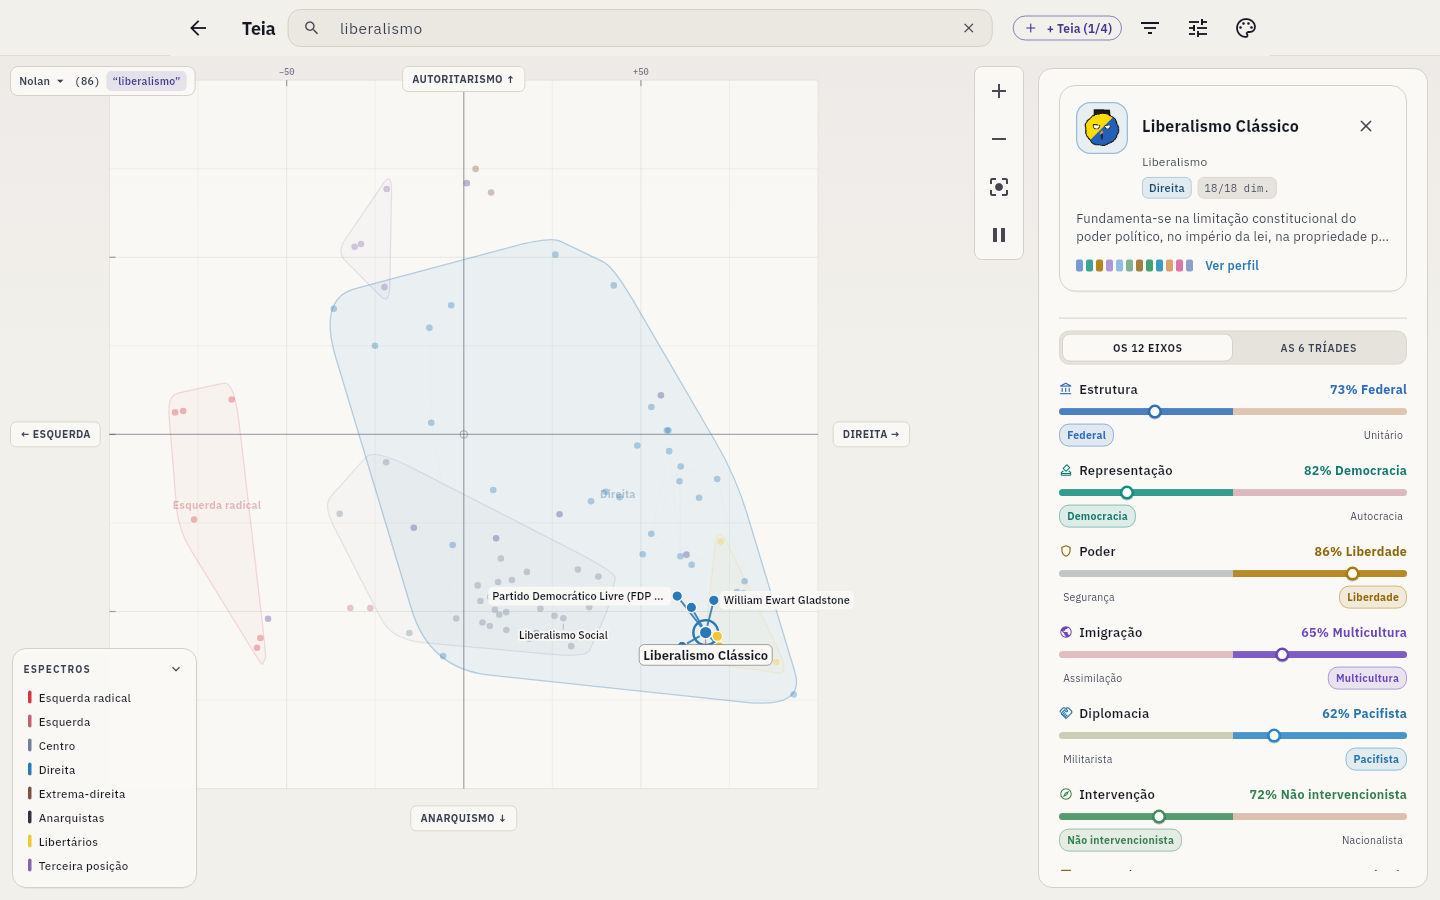 Teia
liberalismo
+ Teia (1/4)
Nolan (86) “liberalismo”
−50
+50
AUTORITARISMO ↑
← ESQUERDA
DIREITA →
ANARQUISMO ↓
Esquerda radical
Direita
Partido Democrático Livre (FDP ...
William Ewart Gladstone
Liberalismo Social
Liberalismo Clássico
ESPECTROS
Esquerda radical
Esquerda
Centro
Direita
Extrema-direita
Anarquistas
Libertários
Terceira posição
Liberalismo Clássico
Liberalismo
Direita 18/18 dim.
Fundamenta-se na limitação constitucional do
poder político, no império da lei, na propriedade p...
Ver perfil
OS 12 EIXOS
AS 6 TRÍADES
Estrutura 73% Federal
Federal Unitário
Representação 82% Democracia
Democracia Autocracia
Poder 86% Liberdade
Segurança Liberdade
Imigração 65% Multicultura
Assimilação Multicultura
Diplomacia 62% Pacifista
Militarista Pacifista
Intervenção 72% Não intervencionista
Não intervencionista Nacionalista